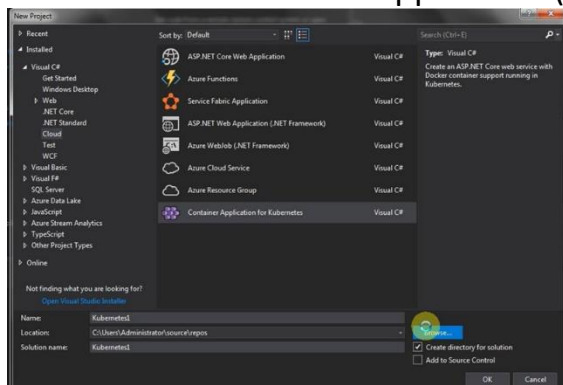 New Project
Recent
Installed
Visual C#
Get Started
Windows Desktop
Web
.NET Core
.NET Standard
Cloud
Test
WCF
Visual Basic
Visual F#
SQL Server
Azure Data Lake
JavaScript
Azure Stream Analytics
TypeScript
Other Project Types
Online
Not finding what you are looking for?
Open Visual Studio Installer
Sort by: Default
ASP.NET Core Web Application Visual C#
Azure Functions Visual C#
Service Fabric Application Visual C#
ASP.NET Web Application (.NET Framework) Visual C#
Azure WebJob (.NET Framework) Visual C#
Azure Cloud Service Visual C#
Azure Resource Group Visual C#
Container Application for Kubernetes Visual C#
Search (Ctrl+E)
Type: Visual C#
Create an ASP.NET Core web service with
Docker container support running in
Kubernetes.
Name: Kubernetes1
Location: C:\Users\Administrator\source\repos
Browse...
Solution name: Kubernetes1
Create directory for solution
Add to Source Control
OK Cancel